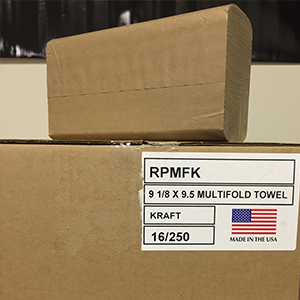 RPMFK
9 1/8 X 9.5 MULTIFOLD TOWEL
KRAFT
16/250
MADE IN THE USA